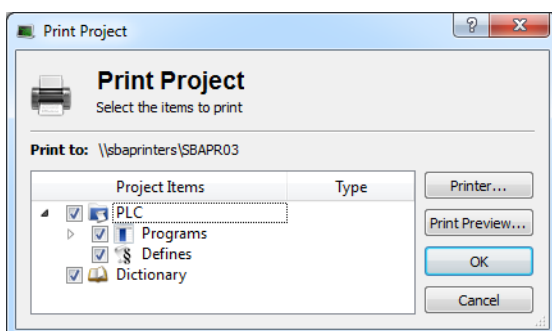 Print Project
Print Project
Select the items to print
Print to: \\sbaprinters\SBAPR03
Project Items Type
Printer...
PLC
Print Preview...
Programs
Defines
OK
Dictionary
Cancel